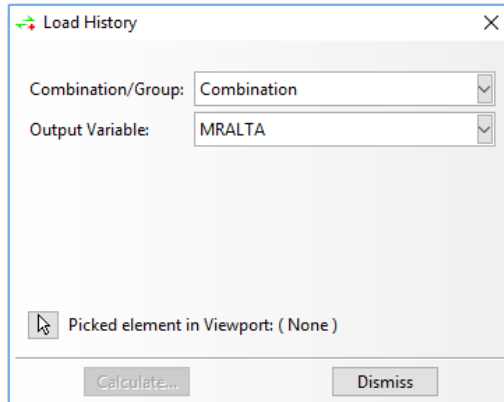 Load History
Combination/Group: Combination
Output Variable: MRALTA
Picked element in Viewport: ( None )
Calculate... Dismiss